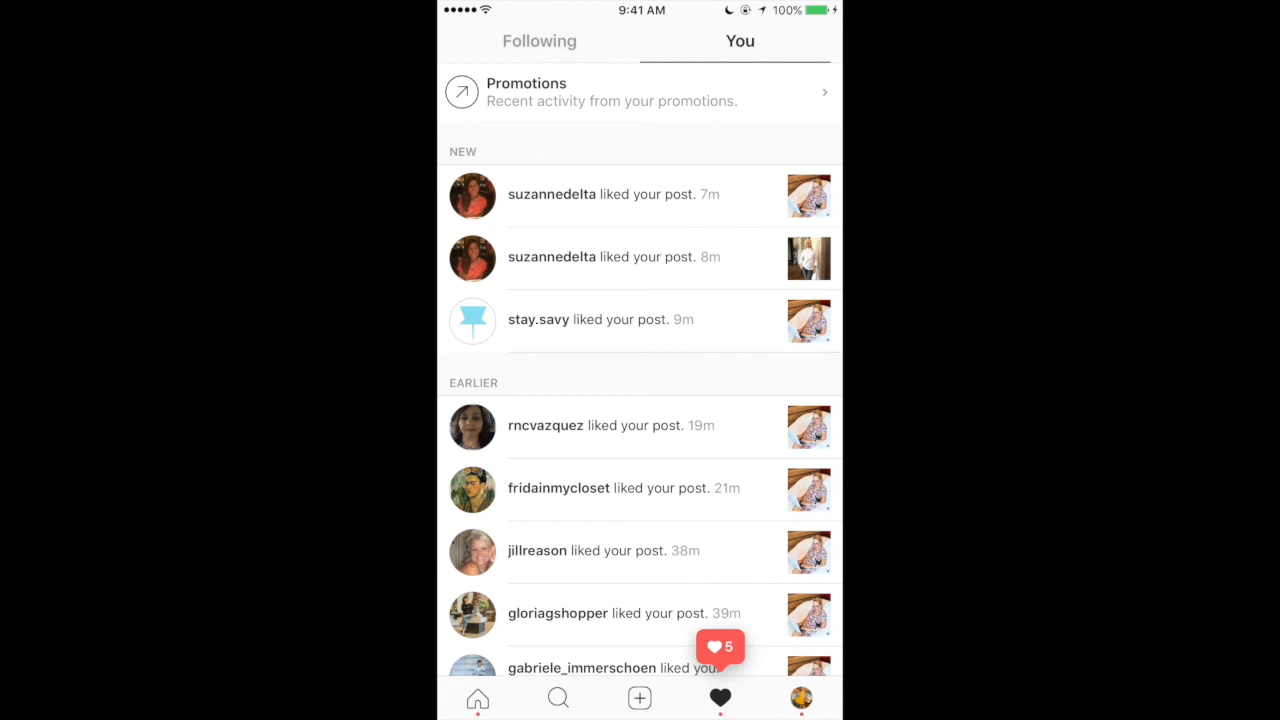 9:41 AM
100%
Following
You
Promotions
Recent activity from your promotions.
NEW
suzannedelta liked your post. 7m
suzannedelta liked your post. 8m
stay.savy liked your post. 9m
EARLIER
rncvazquez liked your post. 19m
fridainmycloset liked your post. 21m
jillreason liked your post. 38m
gloriagshopper liked your post. 39m
5
gabriele_immerschoen liked your